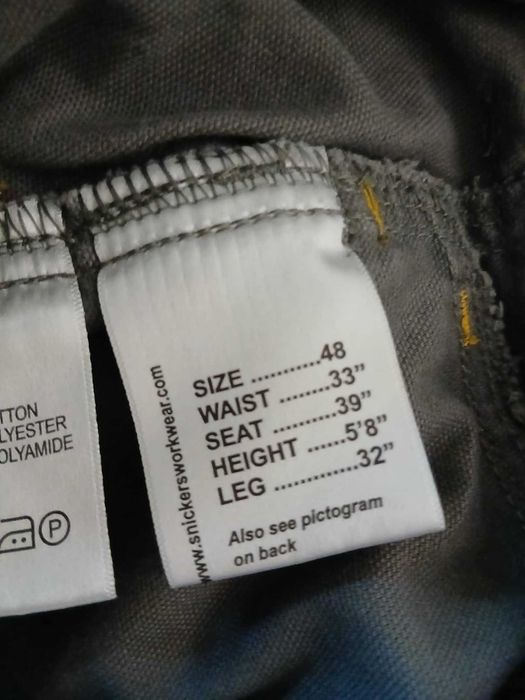 TTON
LYESTER
OLYAMIDE
P
www.snickersworkwear.com
SIZE ...........48
WAIST ........33”
SEAT ..........39”
HEIGHT ......5’8”
LEG .............32”
Also see pictogram
on back